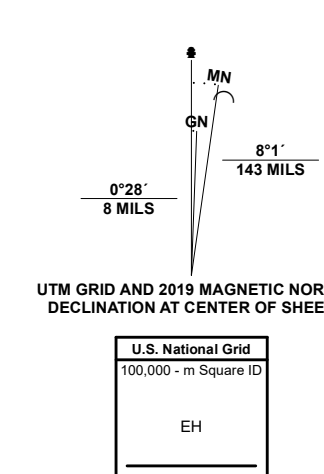 MN
GN
8°1´
143 MILS
0°28´
8 MILS
UTM GRID AND 2019 MAGNETIC NOR
DECLINATION AT CENTER OF SHEE
U.S. National Grid
100,000 - m Square ID
EH